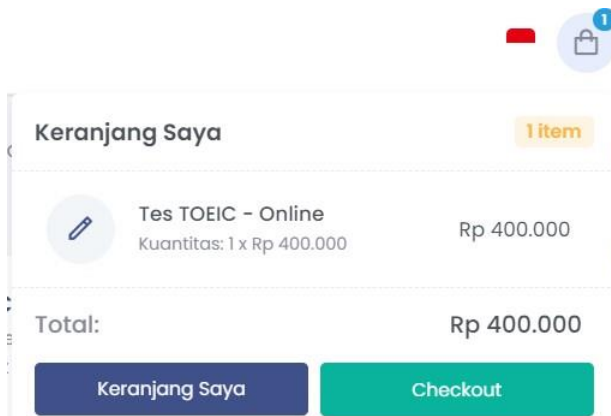 1
Keranjang Saya
1 item
Tes TOEIC - Online
Kuantitas: 1 x Rp 400.000
Rp 400.000
Total:
Rp 400.000
Keranjang Saya
Checkout